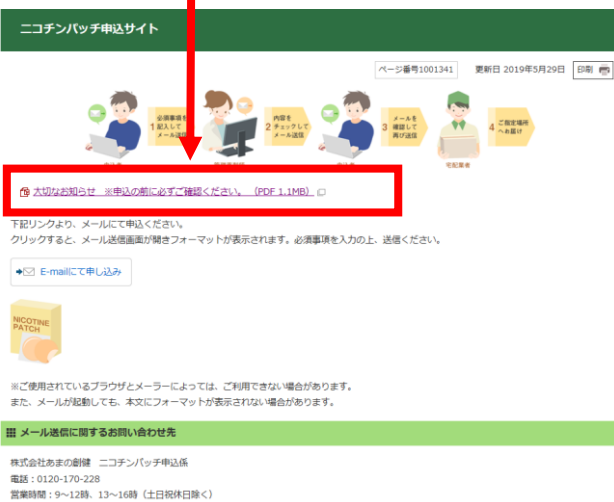 ニコチンパッチ申込サイト
ページ番号1001341 更新日 2019年5月29日 印刷
1 必須事項を
記入して
メール送信
2 内容を
チェックして
メール送信
3 メールを
確認して
再び送信
4 ご指定場所
へお届け
宅配業者
大切なお知らせ ※申込の前に必ずご確認ください。 (PDF 1.1MB)
下記リンクより、メールにて申込ください。
クリックすると、メール送信画面が開きフォーマットが表示されます。必須事項を入力の上、送信ください。
E-mailにて申し込み
NICOTINE
PATCH
※ご使用されているブラウザとメーラーによっては、ご利用できない場合があります。
また、メールが起動しても、本文にフォーマットが表示されない場合があります。
メール送信に関するお問い合わせ先
株式会社あまの創健 ニコチンパッチ申込係
電話：0120-170-228
営業時間：9～12時、13～16時（土日祝休日除く）